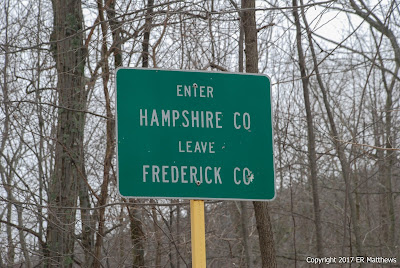 ENTER
HAMPSHIRE CO
LEAVE
FREDERICK CO
Copyright 2017 ER Matthews